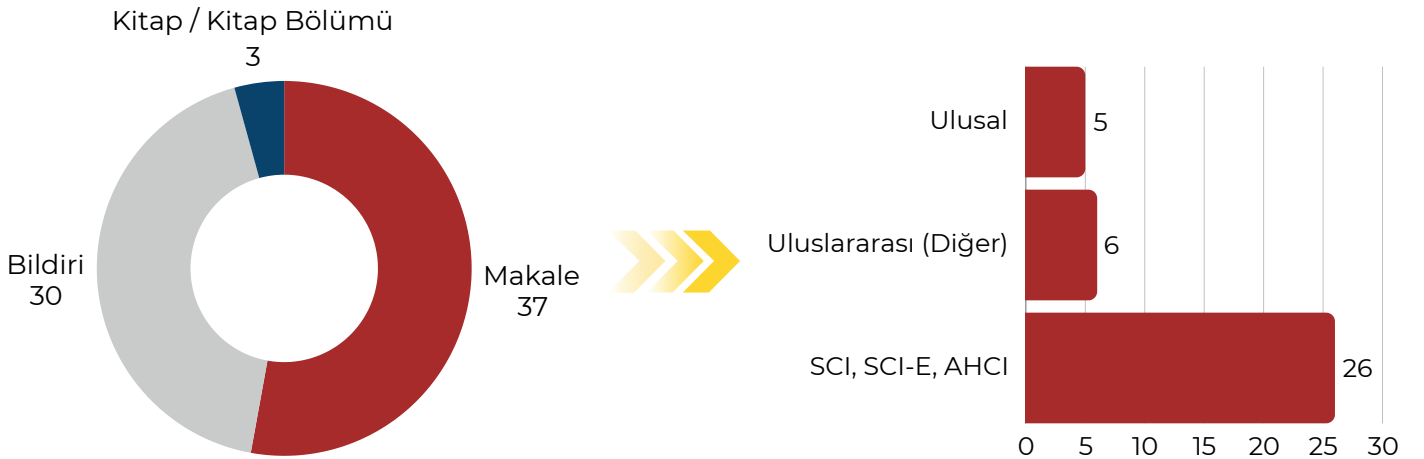 Kitap / Kitap Bölümü
3
Bildiri
30
Makale
37
Ulusal
5
Uluslararası (Diğer)
6
SCI, SCI-E, AHCI
26
0 5 10 15 20 25 30